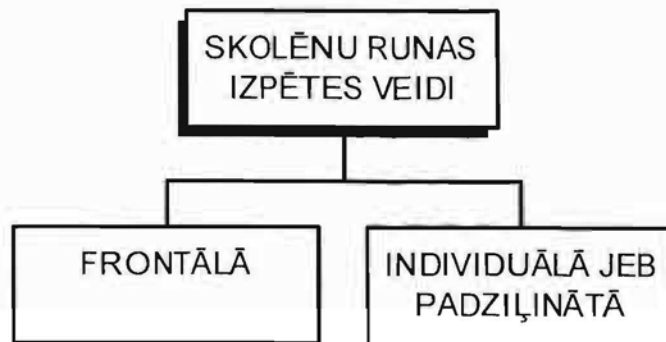 SKOLĒNU RUNAS
IZPĒTES VEIDI
FRONTĀLĀ
INDIVIDUĀLĀ JEB
PADZIĻINĀTĀ